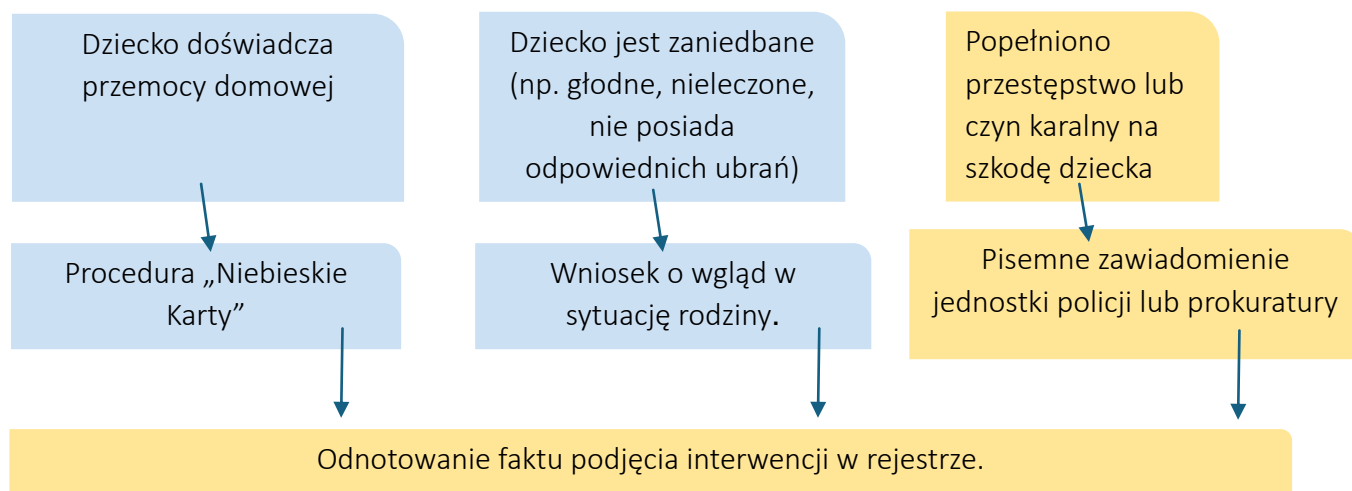 Dziecko doświadcza
przemocy domowej
Dziecko jest zaniedbane
(np. głodne, nieleczone,
nie posiada
odpowiednich ubrań)
Popełniono
przestępstwo lub
czyn karalny na
szkodę dziecka
Procedura „Niebieskie
Karty”
Wniosek o wgląd w
sytuację rodziny.
Pisemne zawiadomienie
jednostki policji lub prokuratury
Odnotowanie faktu podjęcia interwencji w rejestrze.